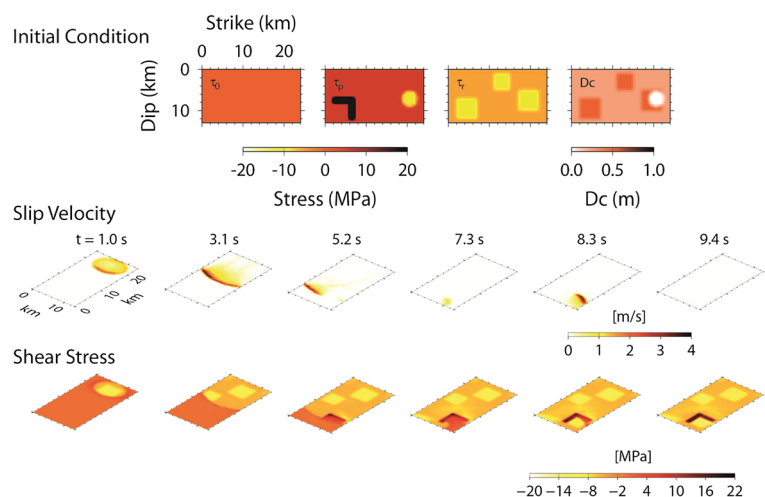 Strike (km)
Initial Condition
0 10 20
Dip (km)
0
10
τ0
τp
τr
Dc
-20 -10 0 10 20
Stress (MPa)
0.0 0.5 1.0
Dc (m)
Slip Velocity
t = 1.0 s 3.1 s 5.2 s 7.3 s 8.3 s 9.4 s
0 10
km
0 10 20
km
[m/s]
0 1 2 3 4
Shear Stress
[MPa]
−20 −14 −8 −2 4 10 16 22